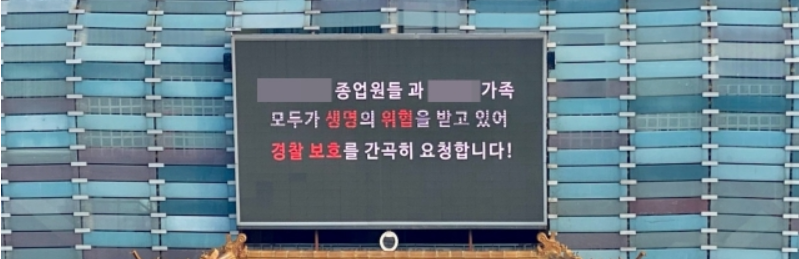 종업원들 과 가족
모두가 생명의 위협을 받고 있어
경찰 보호를 간곡히 요청합니다!